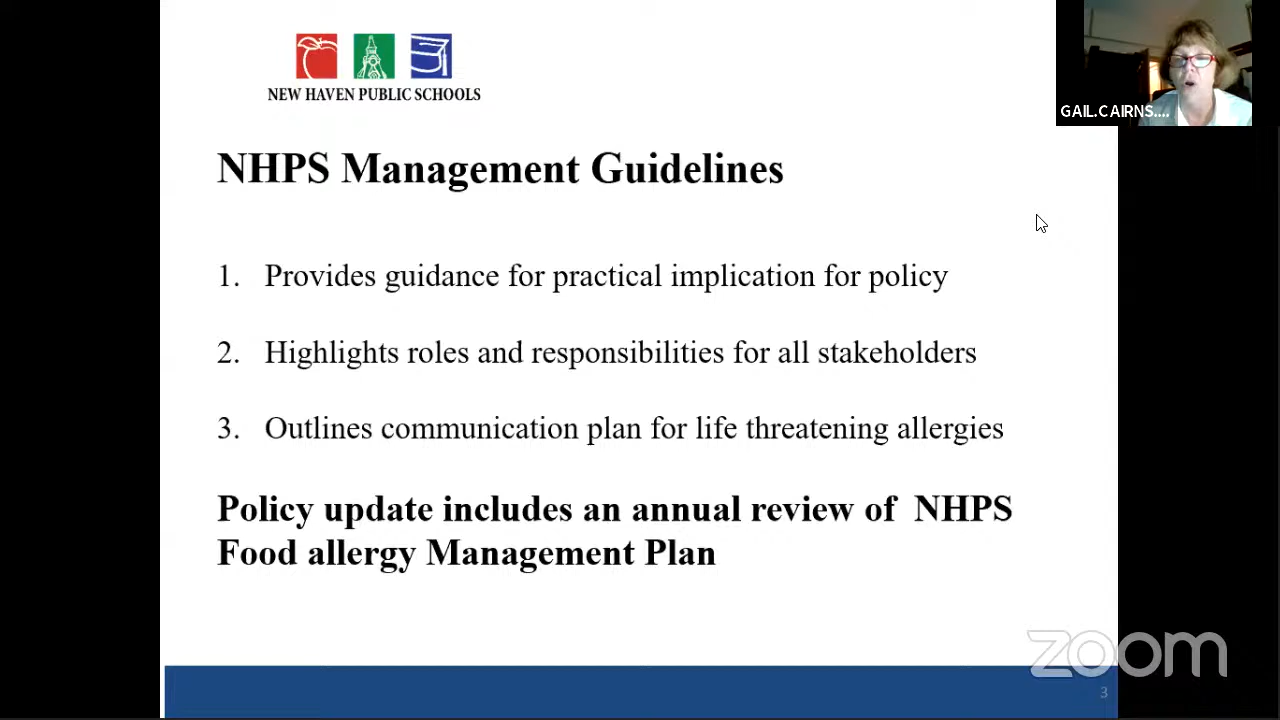 NEW HAVEN PUBLIC SCHOOLS
GAIL.CAIRNS....
NHPS Management Guidelines
1. Provides guidance for practical implication for policy
2. Highlights roles and responsibilities for all stakeholders
3. Outlines communication plan for life threatening allergies
Policy update includes an annual review of NHPS
Food allergy Management Plan
zoom
3